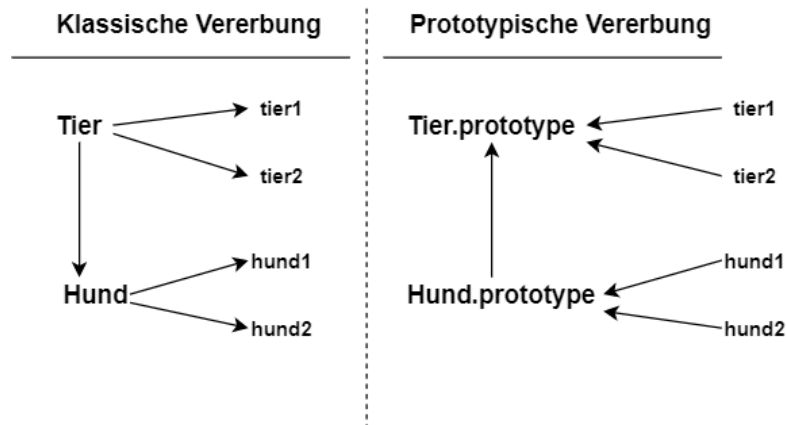 Klassische Vererbung
Tier
tier1
tier2
Hund
hund1
hund2
Prototypische Vererbung
Tier.prototype
tier1
tier2
Hund.prototype
hund1
hund2